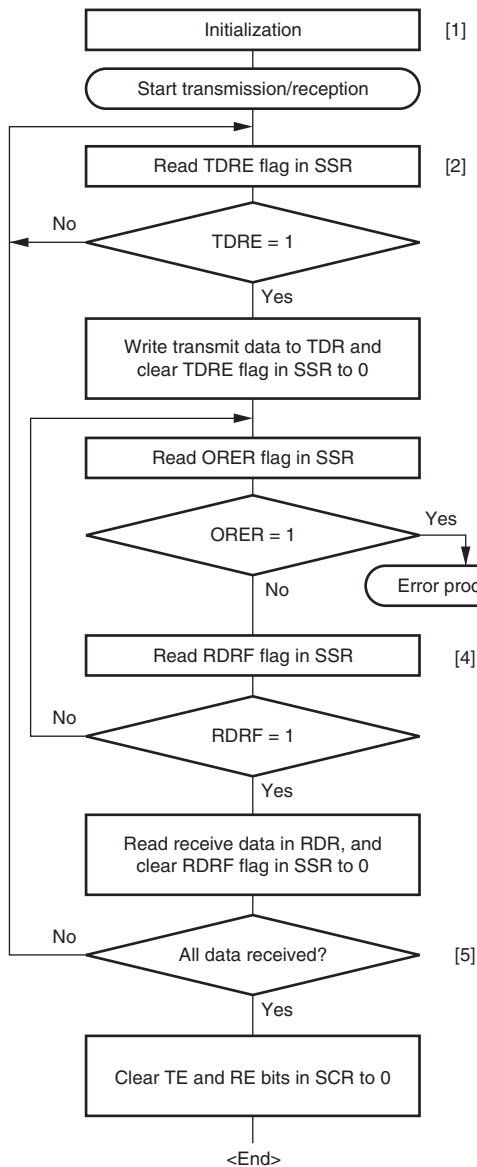 Initialization [1]
Start transmission/reception
Read TDRE flag in SSR [2]
No
TDRE = 1
Yes
Write transmit data to TDR and
clear TDRE flag in SSR to 0
Read ORER flag in SSR
ORER = 1
Yes
No
Error
Read RDRF flag in SSR [4]
No
RDRF = 1
Yes
Read receive data in RDR, and
clear RDRF flag in SSR to 0
No
All data received? [5]
Yes
Clear TE and RE bits in SCR to 0
<End>